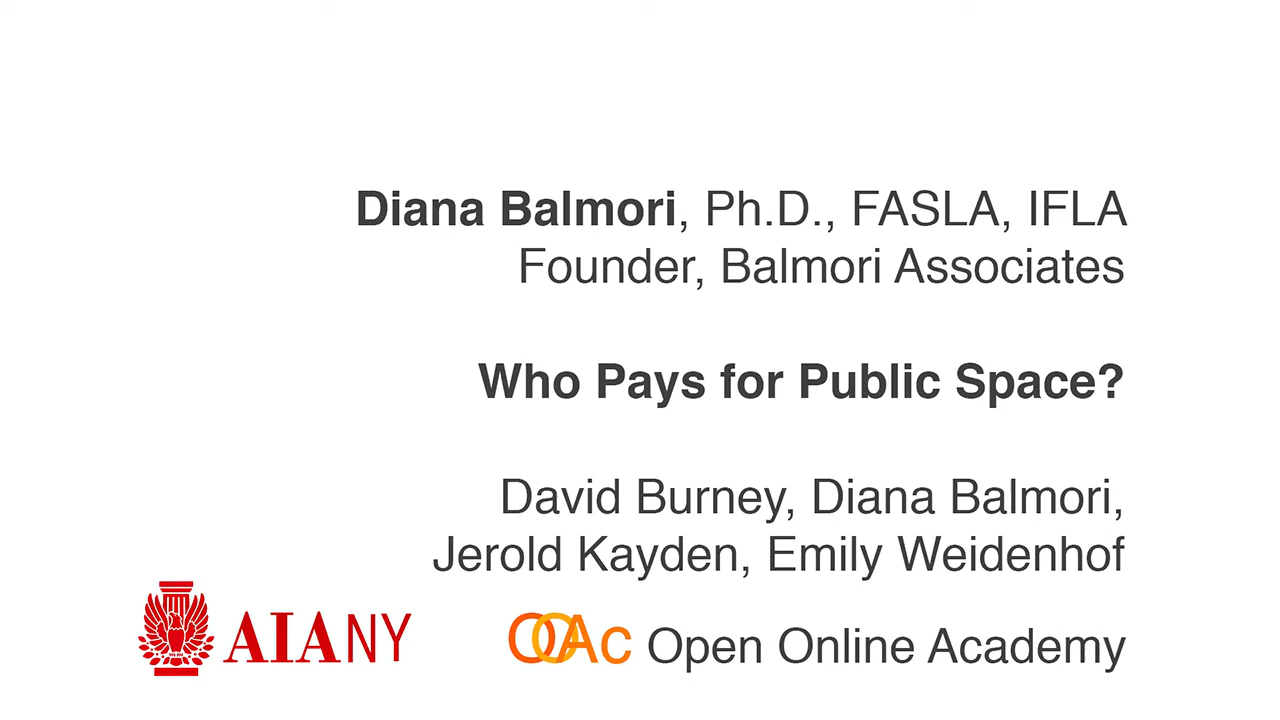 Diana Balmori, Ph.D., FASLA, IFLA
Founder, Balmori Associates
Who Pays for Public Space?
David Burney, Diana Balmori,
Jerold Kayden, Emily Weidenhof
AIANY OOAc Open Online Academy